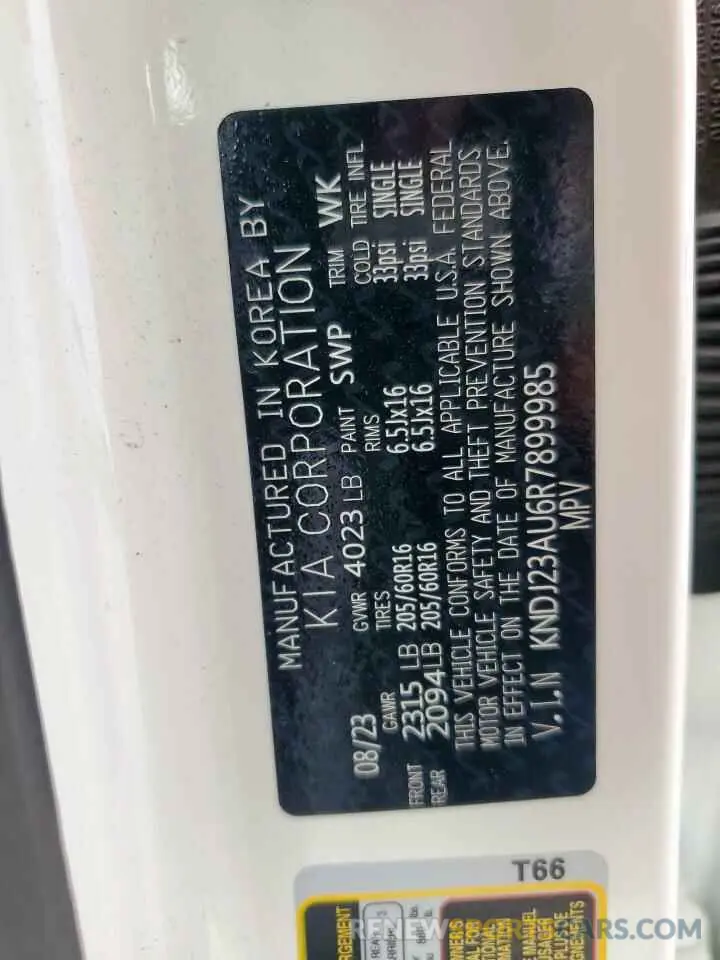 MANUFACTURED IN KOREA BY
KIA CORPORATION
08/23 GVWR 4023 LB PAINT SWP TRIM WK
GAWR TIRES RIMS COLD TIRE INFL
FRONT 2315 LB 205/60R16 6.5Jx16 33psi SINGLE
REAR 2094LB 205/60R16 6.5Jx16 33psi SINGLE
THIS VEHICLE CONFORMS TO ALL APPLICABLE U.S.A. FEDERAL
MOTOR VEHICLE SAFETY AND THEFT PREVENTION STANDARDS
IN EFFECT ON THE DATE OF MANUFACTURE SHOWN ABOVE.
V.I.N KNDJ23AU6R7899985
MPV
T66
RENEWSPORTSCARS.COM